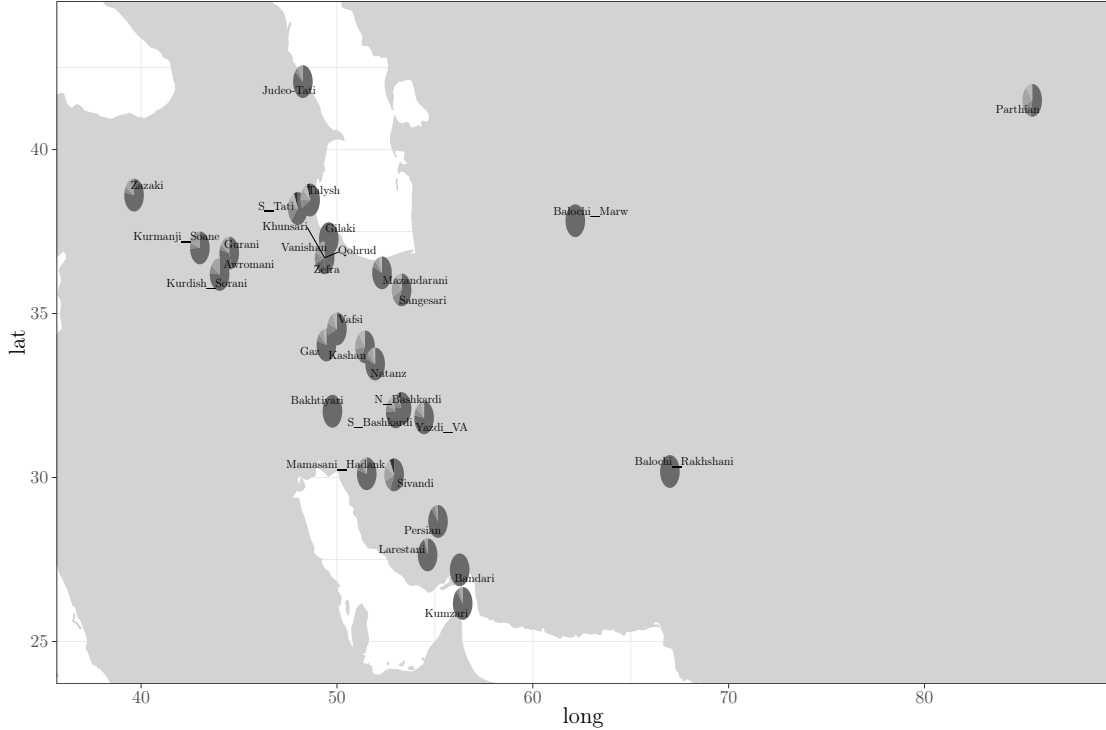 Judeo-Tati
Parthian
40
Zazaki
Talysh
S_Tati
Balochi_Marw
Khunsari
Gilaki
Kurmanji_Soane
Gurani
Vanishan
Qohrud
Awromani
Zefra
Kurdish_Sorani
Mazandarani
Sangesari
35
Vafsi
Gaz
Kashan
Natanz
lat
Bakhtiyari
N_Bashkardi
S_Bashkardi
Yazdi_VA
Mamasani_Hadank
Balochi_Rakhshani
30
Sivandi
Persian
Larestani
Bandari
Kumzari
25
40
50
60
70
80
long